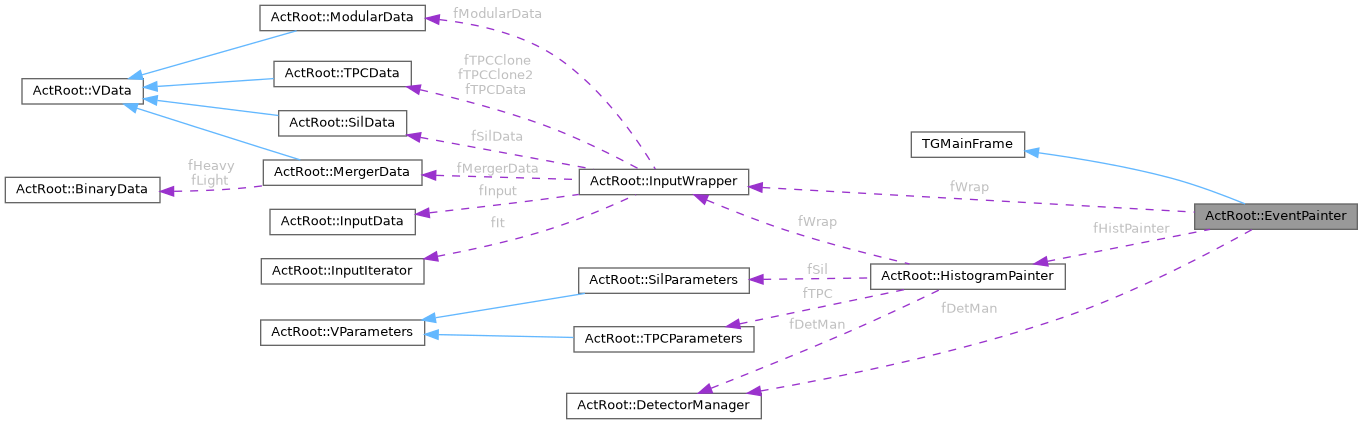 ActRoot::ModularData
fModularData
fTPCClone
fTPCClone2
fTPCData
ActRoot::TPCData
ActRoot::VData
ActRoot::SilData
fSilData
TGMainFrame
fHeavy
fLight
ActRoot::MergerData
fMergerData
ActRoot::BinaryData
ActRoot::InputWrapper
fInput
fWrap
ActRoot::InputData
fIt
fWrap
ActRoot::EventPainter
fHistPainter
ActRoot::InputIterator
ActRoot::SilParameters
fSil
ActRoot::HistogramPainter
fTPC
fDetMan
fDetMan
ActRoot::VParameters
ActRoot::TPCParameters
ActRoot::DetectorManager